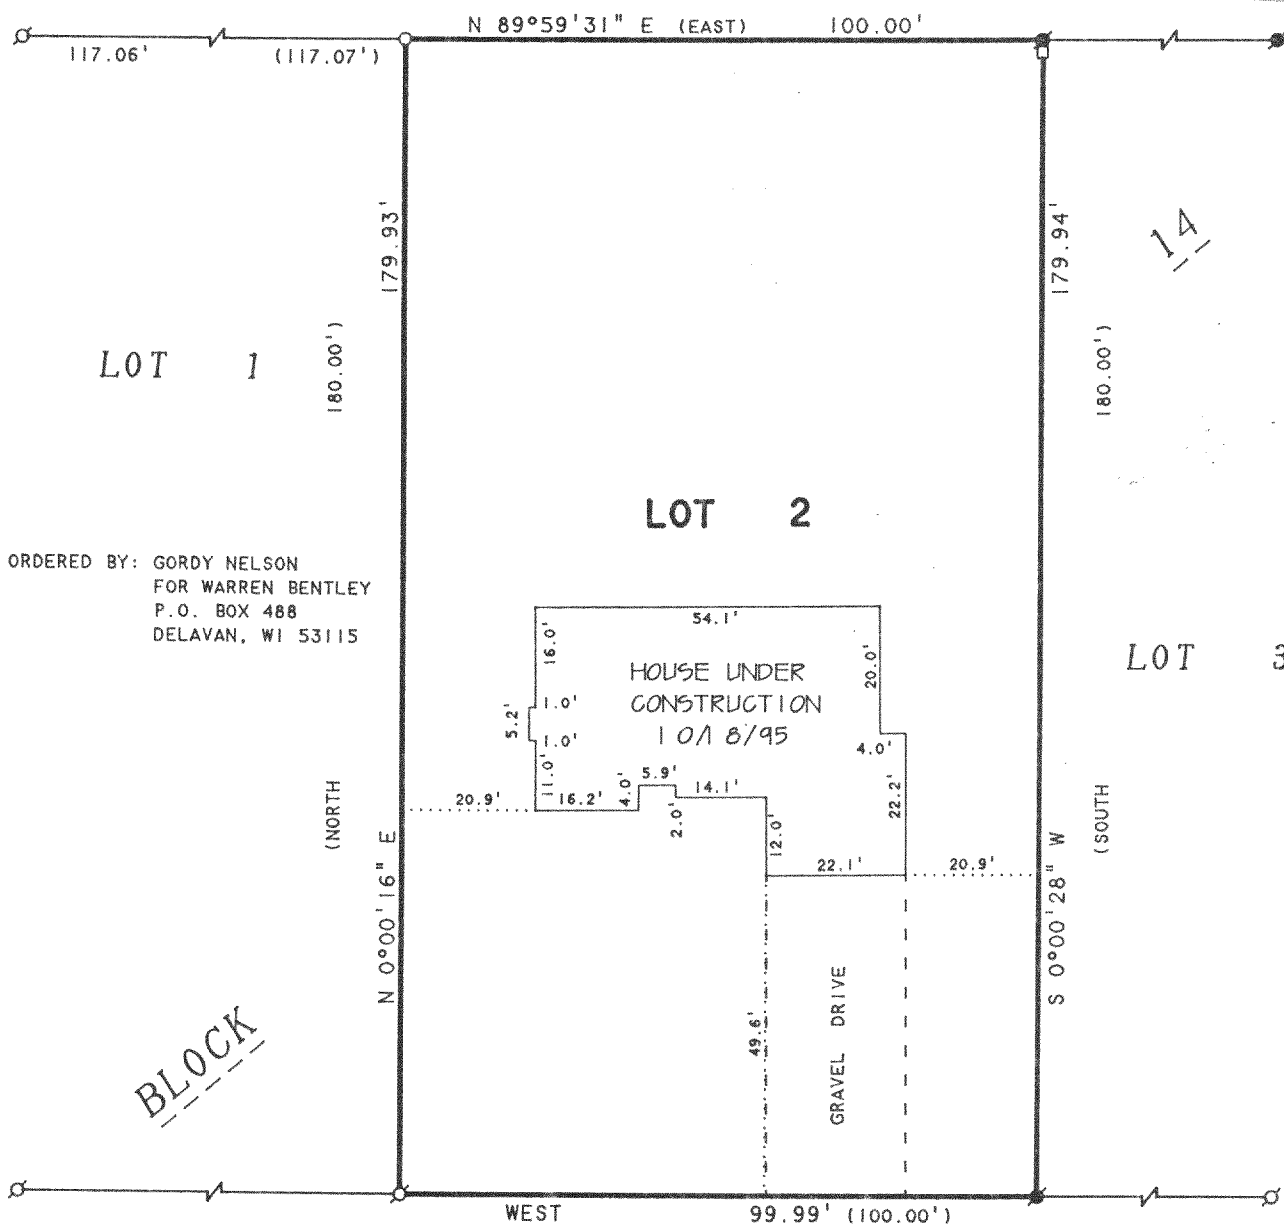 N 89°59'31" E (EAST) 100.00'
117.06' (117.07')
179.93'
179.94'
14
(180.00')
(180.00')
LOT 1
LOT 2
ORDERED BY: GORDY NELSON
FOR WARREN BENTLEY
P.O. BOX 488
DELAVAN, WI 53115
54.1'
16.0'
20.0'
HOUSE UNDER
CONSTRUCTION
10/18/95
LOT 3
1.0'
5.2'
1.0'
4.0'
11.0'
5.9'
4.0'
14.1'
20.9'
16.2'
2.0'
22.2'
12.0'
22.1'
20.9'
(NORTH
(SOUTH
N 0°00'16" E
S 0°00'28" W
49.6'
GRAVEL DRIVE
BLOCK
WEST 99.99' (100.00')